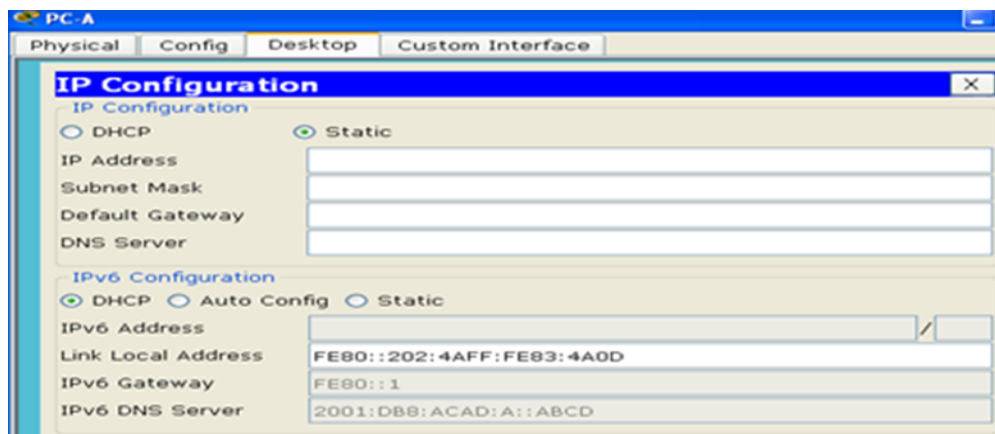 PC-A
Physical Config Desktop Custom Interface
IP Configuration X
IP Configuration
DHCP Static
IP Address
Subnet Mask
Default Gateway
DNS Server
IPv6 Configuration
DHCP Auto Config Static
IPv6 Address /
Link Local Address FE80::202:4AFF:FE83:4A0D
IPv6 Gateway FE80::1
IPv6 DNS Server 2001:DB8:ACAD:A::ABCD